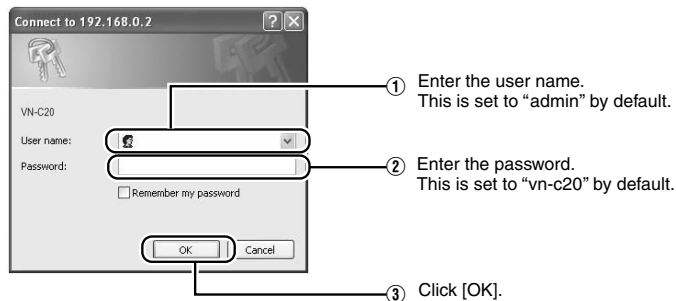 Connect to 192.168.0.2
VN-C20
User name:
Password:
Remember my password
OK
Cancel
① Enter the user name.
This is set to “admin” by default.
② Enter the password.
This is set to “vn-c20” by default.
③ Click [OK].